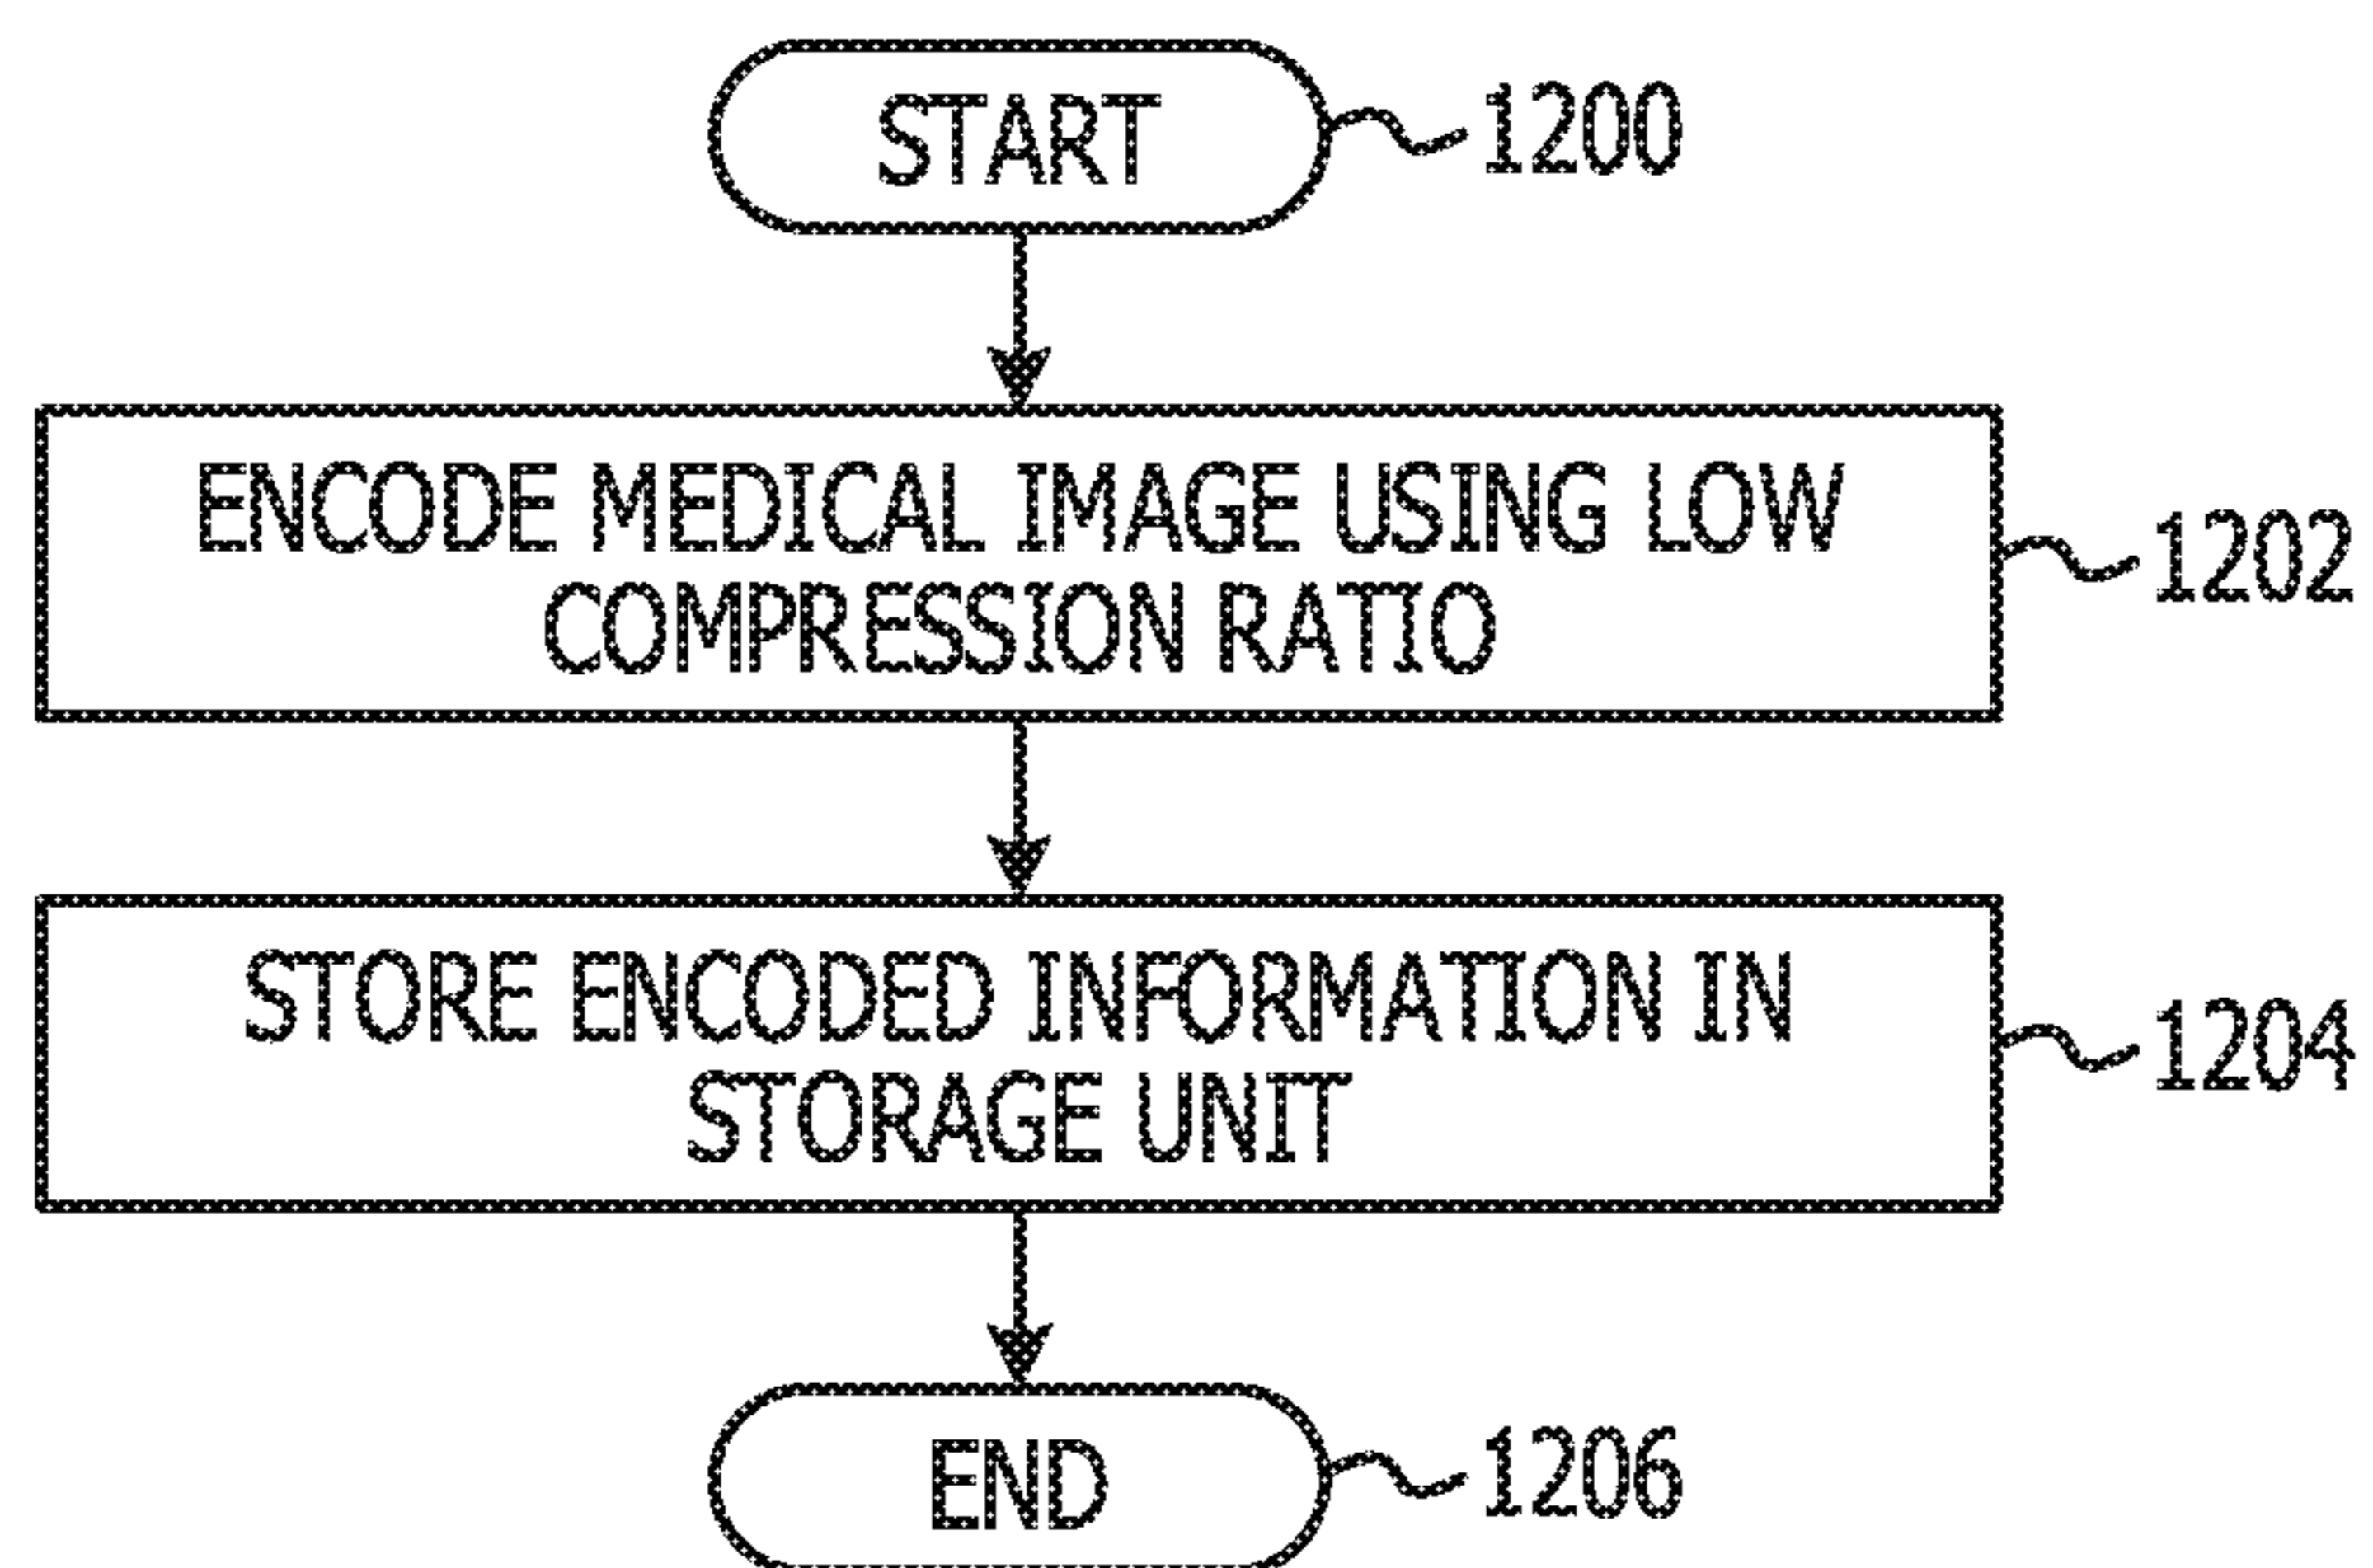 START
1200
ENCODE MEDICAL IMAGE USING LOW
COMPRESSION RATIO
1202
STORE ENCODED INFORMATION IN
STORAGE UNIT
1204
END
1206